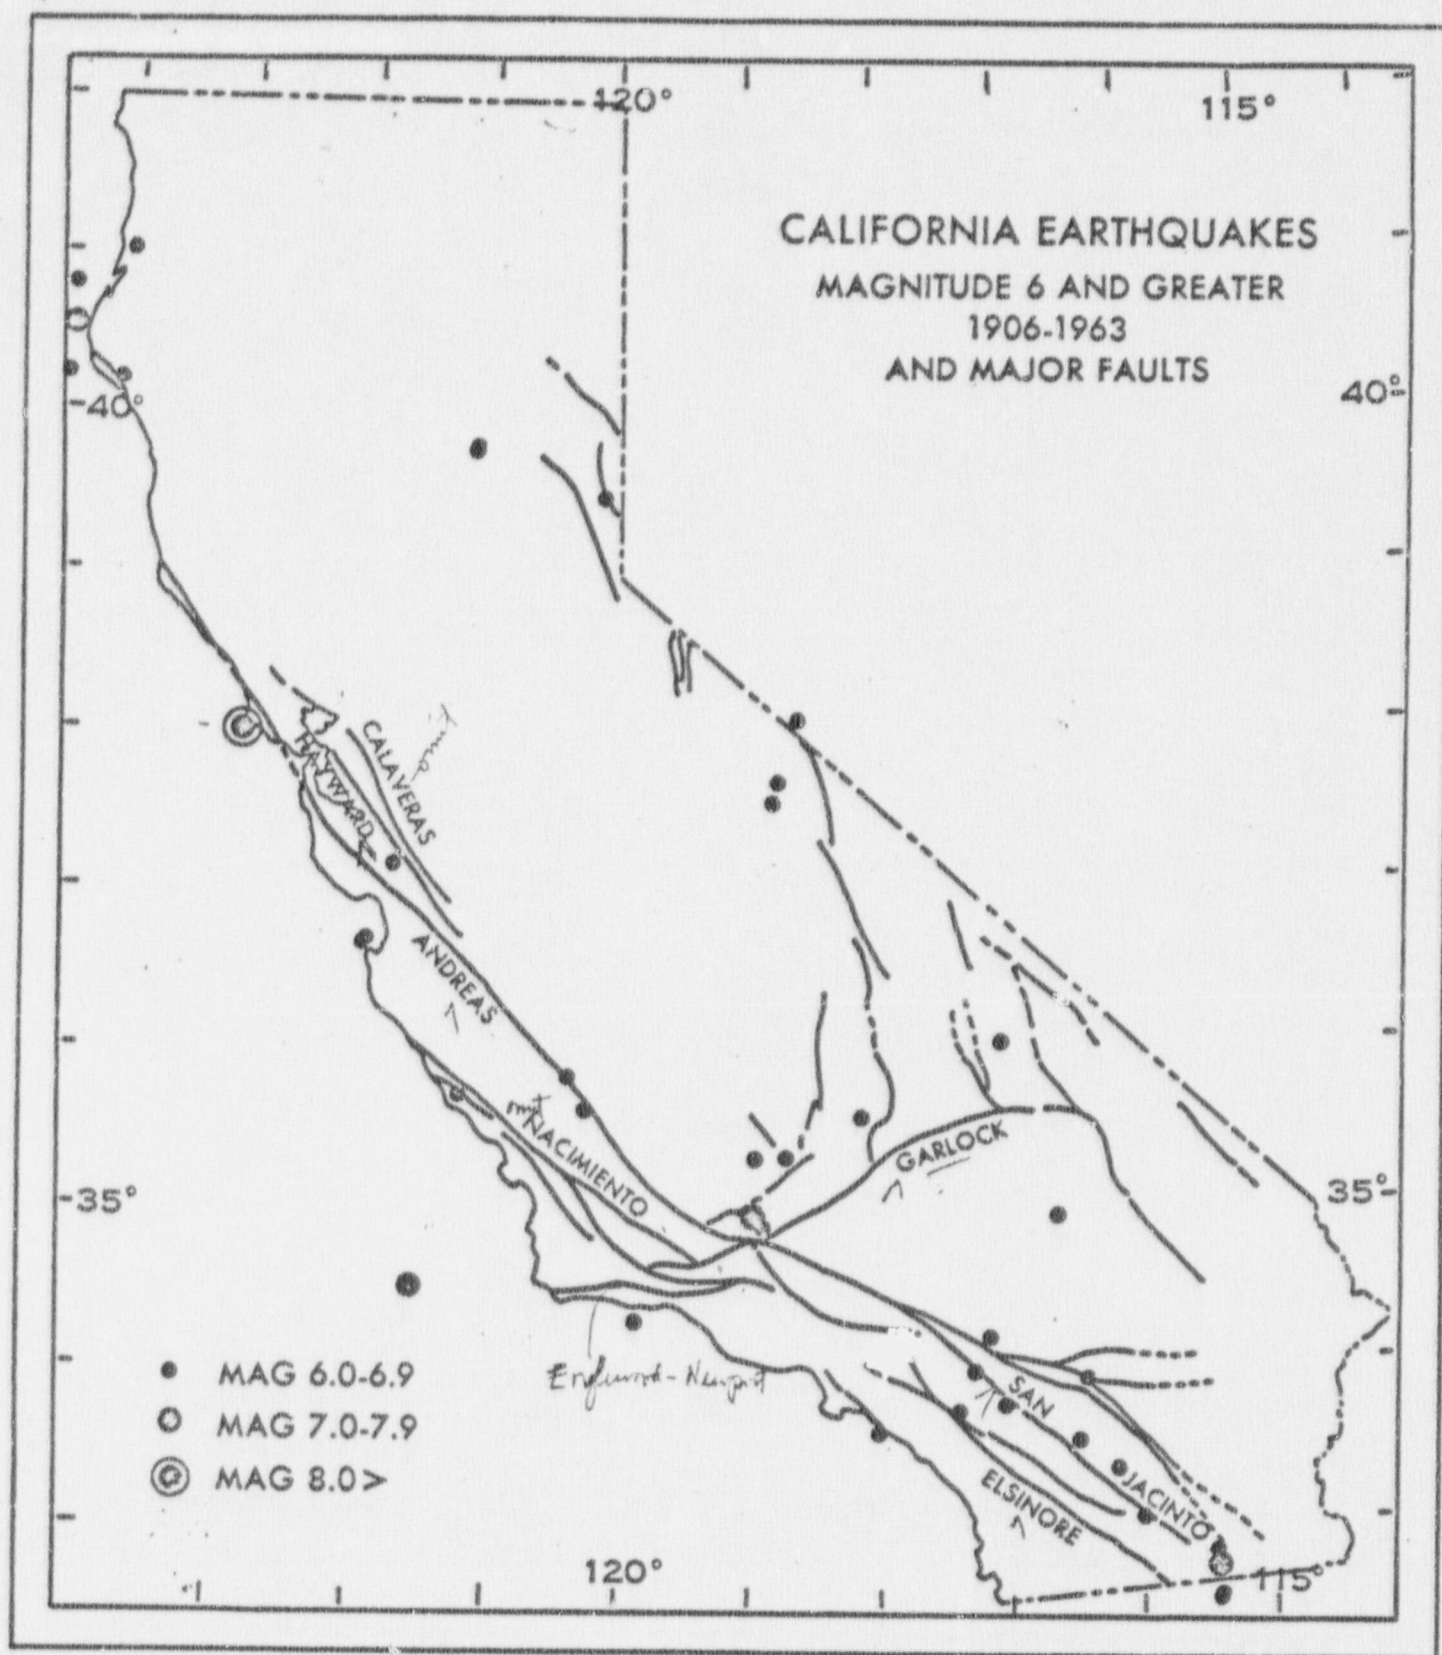 120°
115°
CALIFORNIA EARTHQUAKES
MAGNITUDE 6 AND GREATER
1906-1963
AND MAJOR FAULTS
40°
40°
CALAVERAS
HAYWARD
ANDREAS
NACIMIENTO
GARLOCK
35°
35°
MAG 6.0-6.9
MAG 7.0-7.9
MAG 8.0>
Englewood-Newport
SAN
JACINTO
ELSINORE
120°
115°